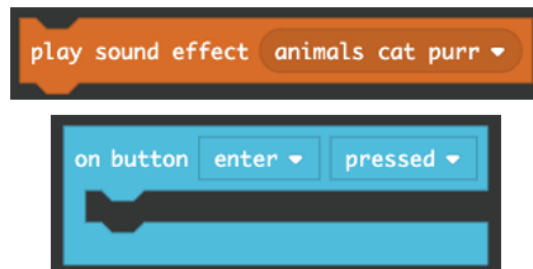 play sound effect animals cat purr
on button enter pressed